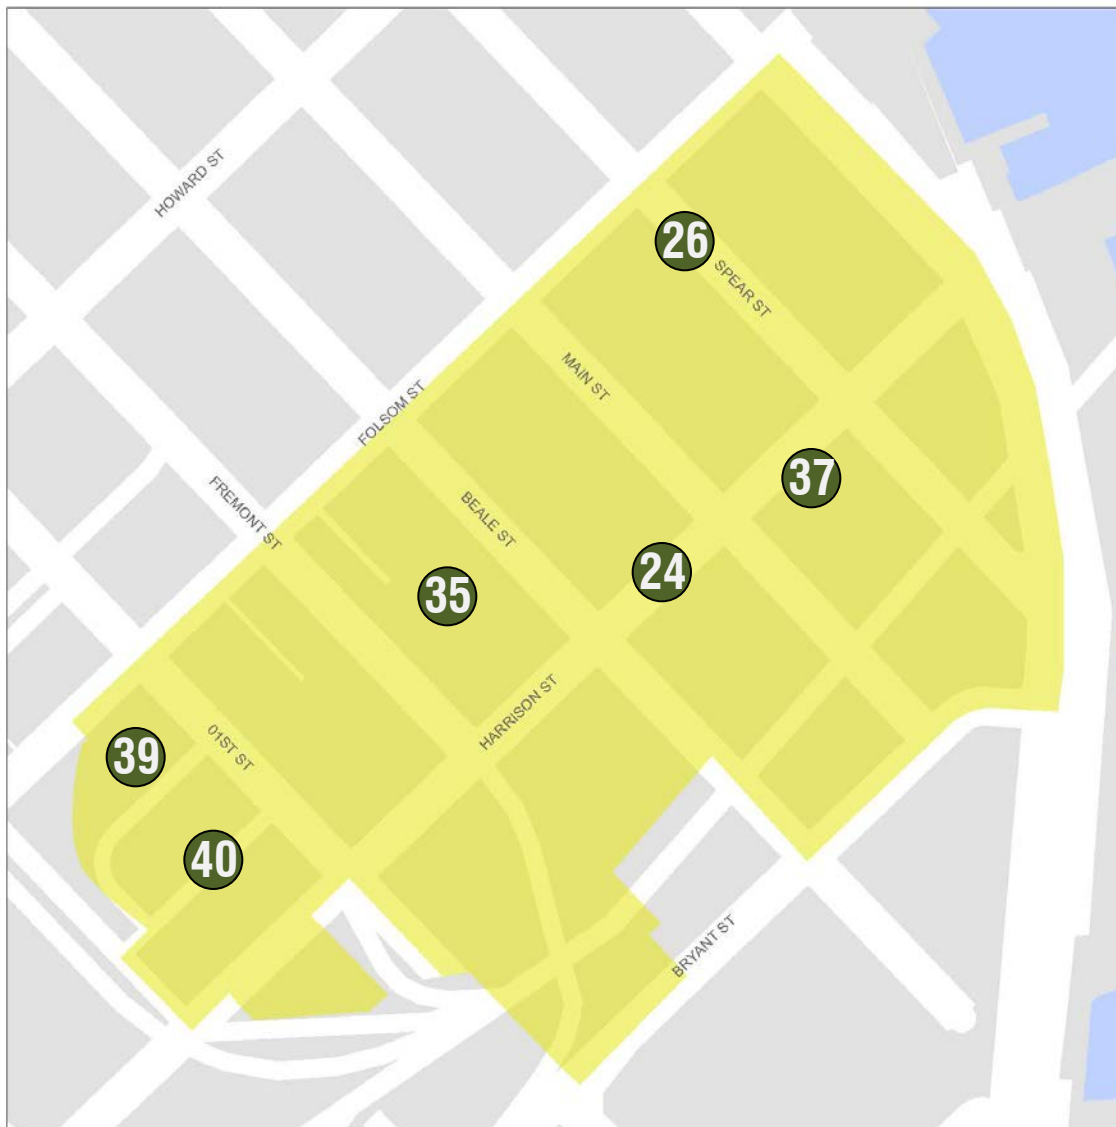 HOWARD ST
26
SPEAR ST
MAIN ST
FOLSOM ST
37
FREMONT ST
BEALE ST
24
35
HARRISON ST
01ST ST
39
40
BRYANT ST